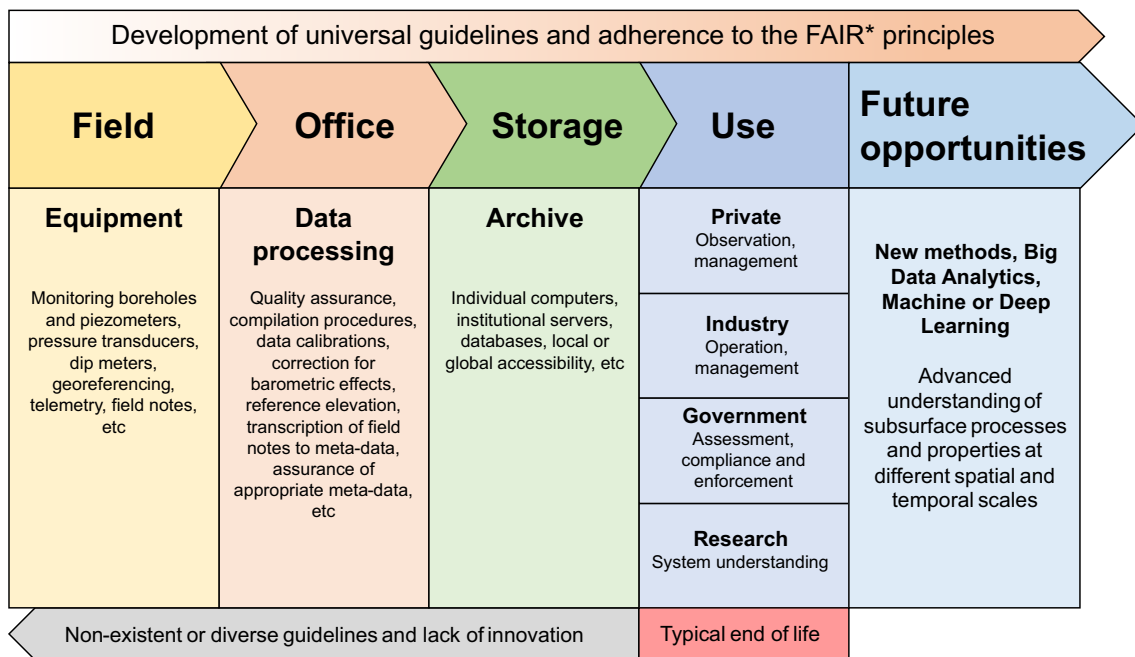 Development of universal guidelines and adherence to the FAIR* principles
Field
Office
Storage
Use
Future
opportunities
Equipment
Monitoring boreholes
and piezometers,
pressure transducers,
dip meters,
georeferencing,
telemetry, field notes,
etc
Data
processing
Quality assurance,
compilation procedures,
data calibrations,
correction for
barometric effects,
reference elevation,
transcription of field
notes to meta-data,
assurance of
appropriate meta-data,
etc
Archive
Individual computers,
institutional servers,
databases, local or
global accessibility, etc
Private
Observation,
management
Industry
Operation,
management
Government
Assessment,
compliance and
enforcement
Research
System understanding
New methods, Big
Data Analytics,
Machine or Deep
Learning
Advanced
understanding of
subsurface processes
and properties at
different spatial and
temporal scales
Non-existent or diverse guidelines and lack of innovation
Typical end of life